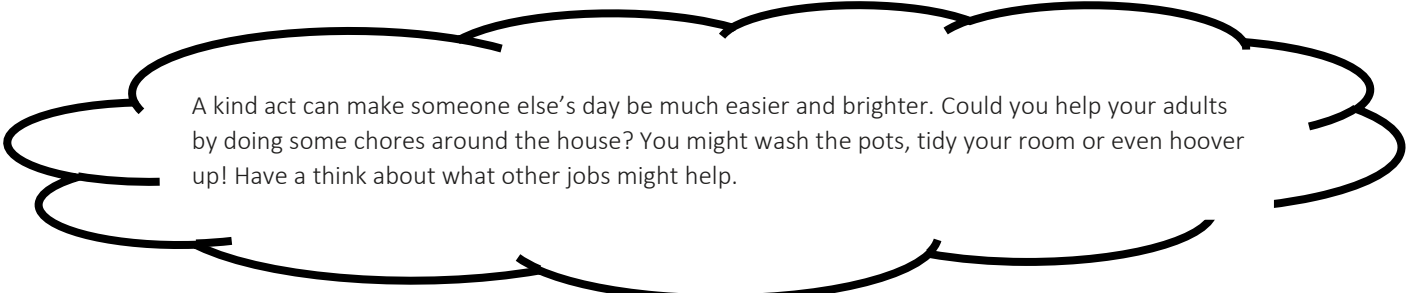 A kind act can make someone else’s day be much easier and brighter. Could you help your adults
by doing some chores around the house? You might wash the pots, tidy your room or even hoover
up! Have a think about what other jobs might help.